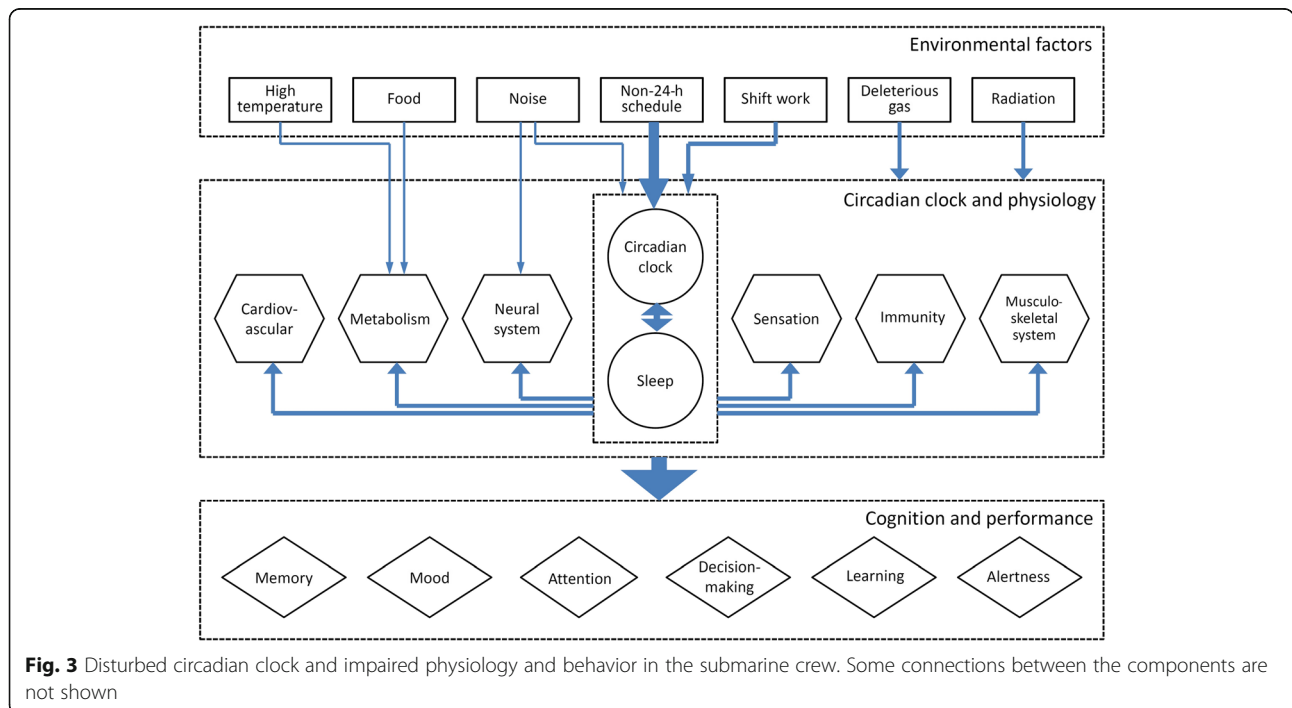 Environmental factors
High
temperature
Food
Noise
Non-24-h
schedule
Shift work
Deleterious
gas
Radiation
Circadian clock and physiology
Circadian
clock
Cardiov-
ascular
Metabolism
Neural
system
Sensation
Immunity
Musculo-
skeletal
system
Sleep
Cognition and performance
Memory
Mood
Attention
Decision-
making
Learning
Alertness
Fig. 3 Disturbed circadian clock and impaired physiology and behavior in the submarine crew. Some connections between the components are
not shown